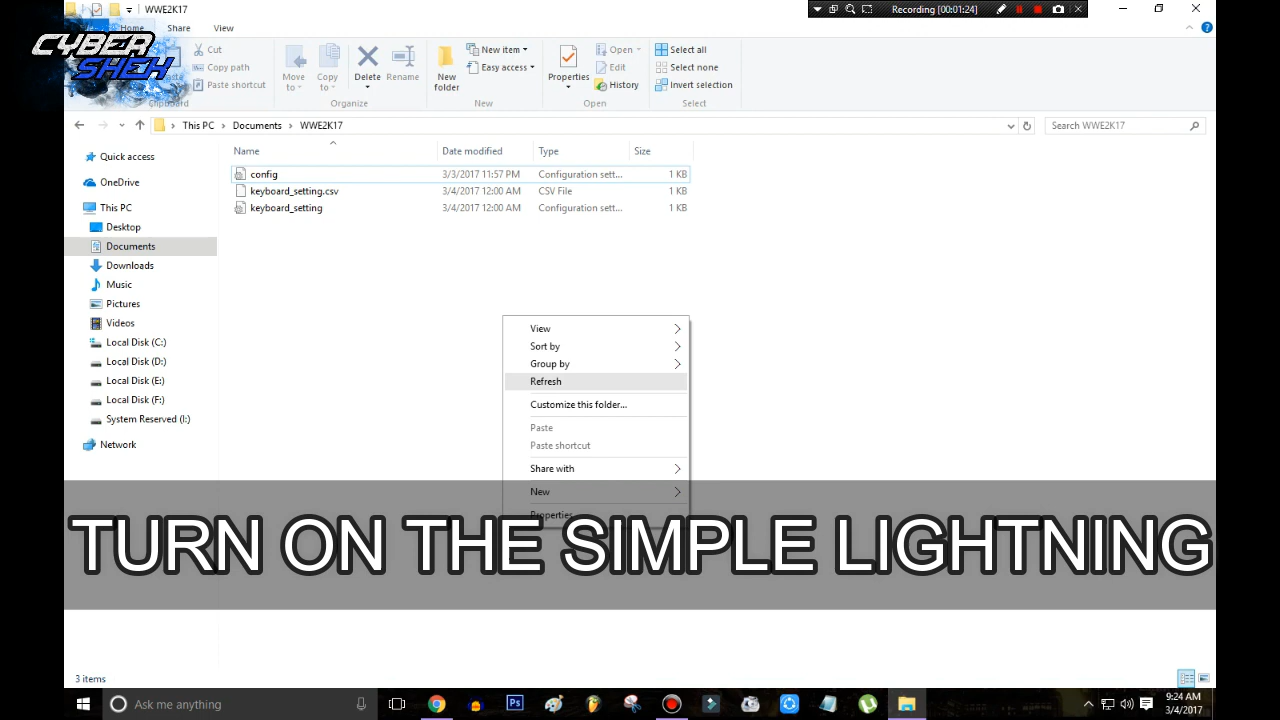 WWE2K17
Recording [00:01:24]
CYBER
SHEH
Home Share View
Cut
Copy path
Paste shortcut
Clipboard
Move
to
Copy
to
Delete
Rename
Organize
New
folder
New item
Easy access
New
Properties
Open
Edit
History
Open
Select all
Select none
Invert selection
Select
This PC Documents WWE2K17
Search WWE2K17
Name Date modified Type Size
config 3/3/2017 11:57 PM Configuration sett... 1 KB
keyboard_setting.csv 3/4/2017 12:00 AM CSV File 1 KB
keyboard_setting 3/4/2017 12:00 AM Configuration sett... 1 KB
Quick access
OneDrive
This PC
Desktop
Documents
Downloads
Music
Pictures
Videos
Local Disk (C:)
Local Disk (D:)
Local Disk (E:)
Local Disk (F:)
System Reserved (I:)
Network
View
Sort by
Group by
Refresh
Customize this folder...
Paste
Paste shortcut
Share with
New
Properties
TURN ON THE SIMPLE LIGHTNING
3 items
Ask me anything
Ps
9:24 AM
3/4/2017